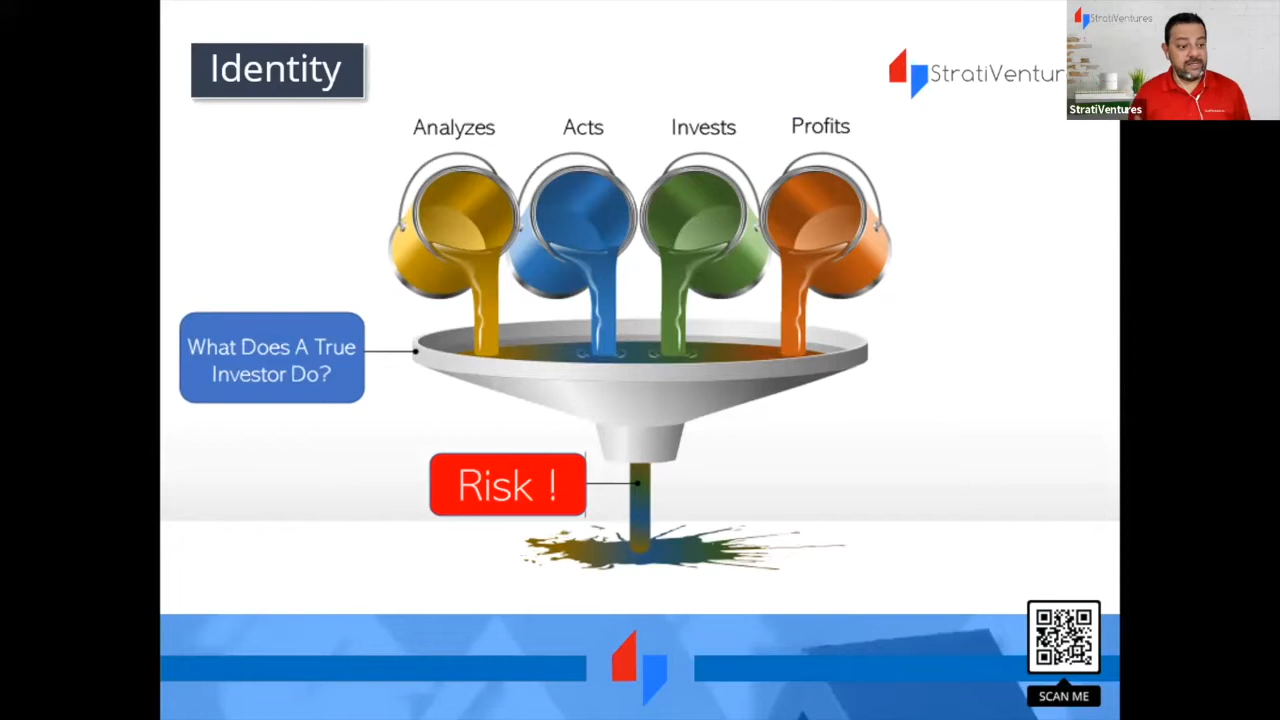 Identity
StratiVentur
StratiVentures
StratiVentures
Analyzes
Acts
Invests
Profits
What Does A True
Investor Do?
Risk !
SCAN ME